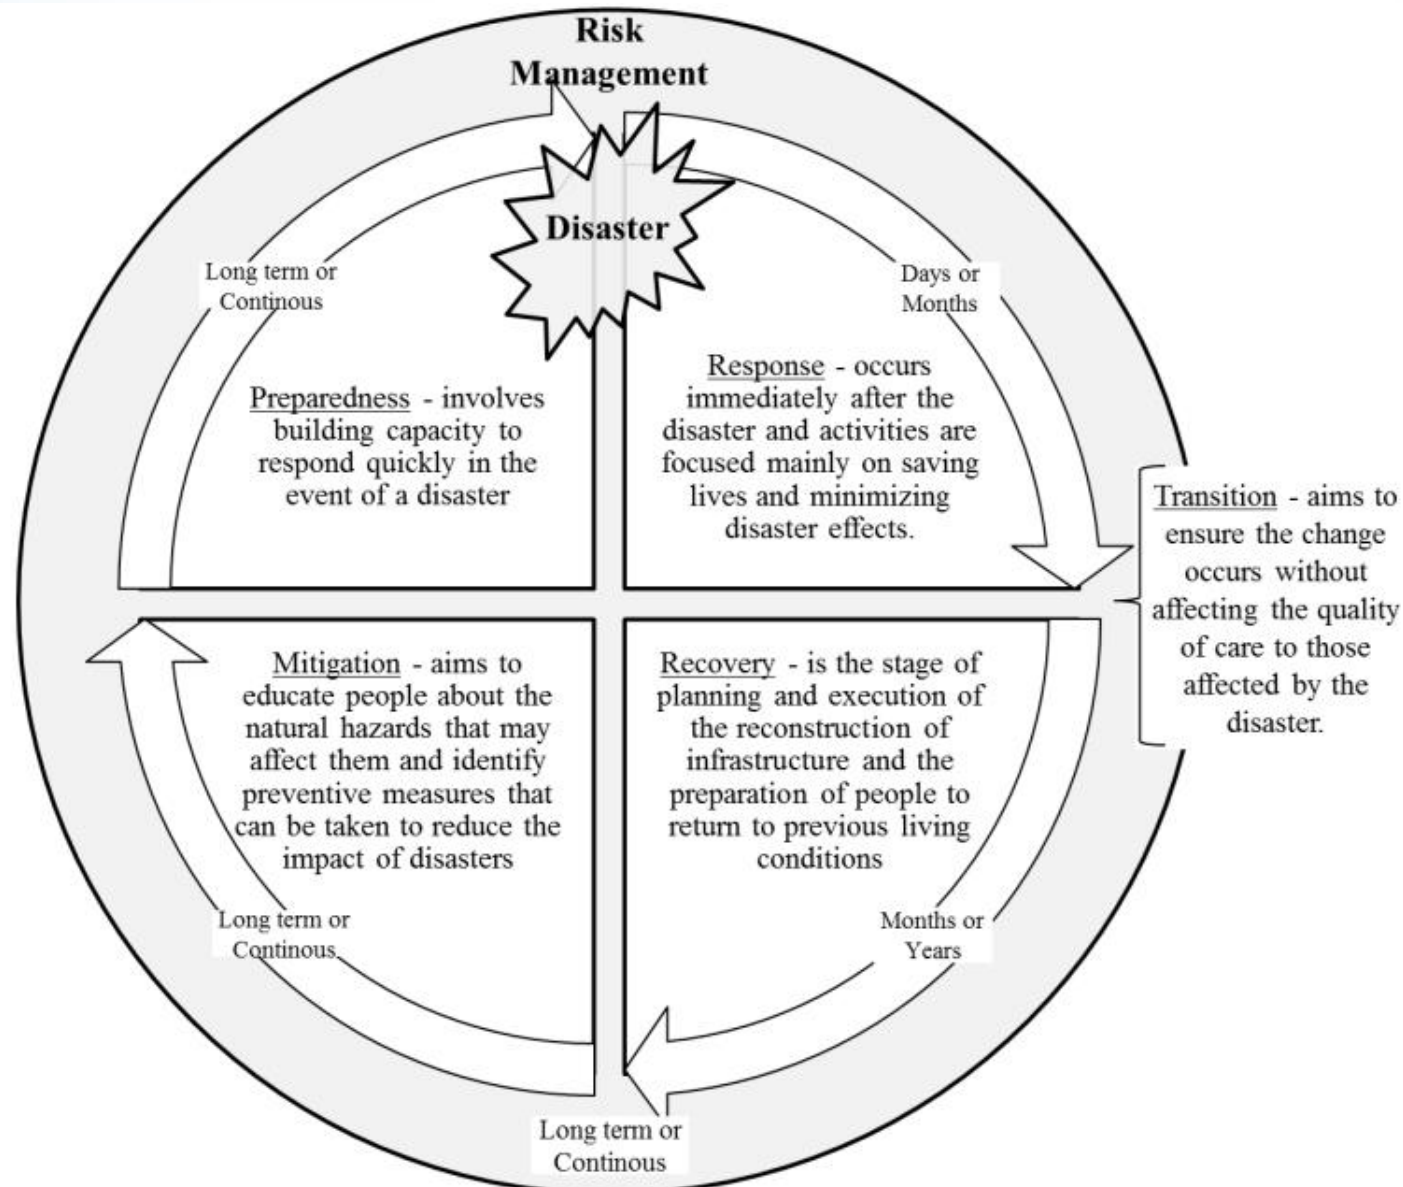 Risk
Management
Disaster
Long term or
Continous
Days or
Months
Preparedness - involves
building capacity to
respond quickly in the
event of a disaster
Response - occurs
immediately after the
disaster and activities are
focused mainly on saving
lives and minimizing
disaster effects.
Transition - aims to
ensure the change
occurs without
affecting the quality
of care to those
affected by the
disaster.
Mitigation - aims to
educate people about the
natural hazards that may
affect them and identify
preventive measures that
can be taken to reduce the
impact of disasters
Recovery - is the stage of
planning and execution of
the reconstruction of
infrastructure and the
preparation of people to
return to previous living
conditions
Long term or
Continous
Months or
Years
Long term or
Continous